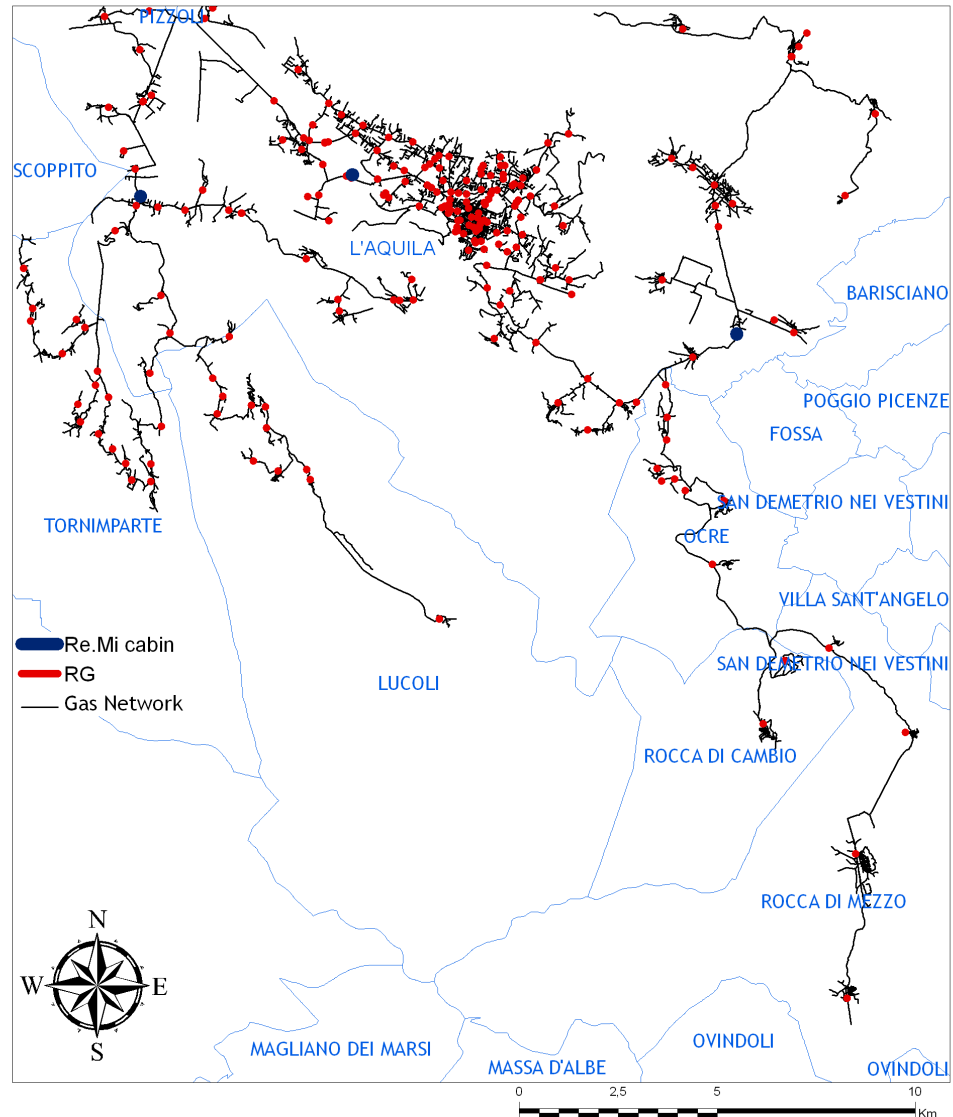 PIZZOLI
SCOPPITO
L'AQUILA
BARISCIANO
POGGIO PICENZE
FOSSA
SAN DEMETRIO NEI VESTINI
TORNIMPARTE
OCRE
VILLA SANT'ANGELO
Re.Mi cabin
SAN DEMETRIO NEI VESTINI
RG
LUCOLI
Gas Network
ROCCA DI CAMBIO
ROCCA DI MEZZO
N
W
E
S
OVINDOLI
MAGLIANO DEI MARSI
MASSA D'ALBE
OVINDOLI
0 2,5 5 10
Km